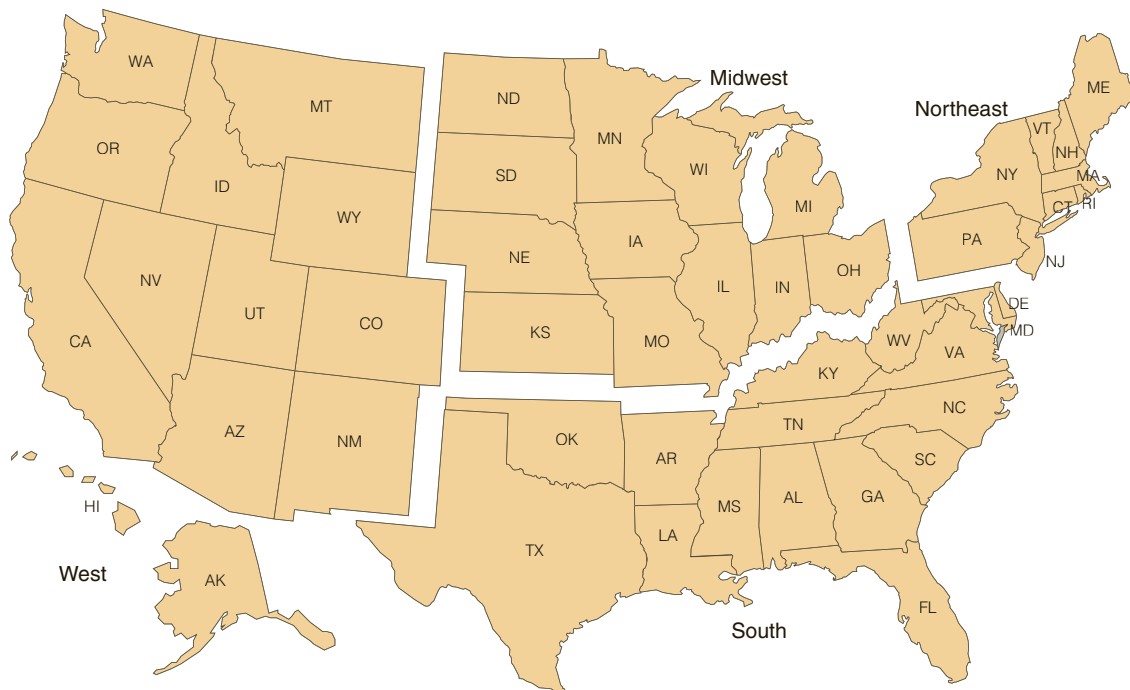 Midwest
Northeast
West
South
WA
OR
CA
ID
NV
MT
WY
UT
CO
AZ
NM
HI
AK
ND
SD
NE
KS
MN
IA
MO
WI
IL
MI
IN
OH
OK
TX
AR
LA
KY
TN
MS
AL
GA
FL
SC
NC
VA
WV
MD
DE
PA
NJ
NY
CT
RI
MA
VT
NH
ME